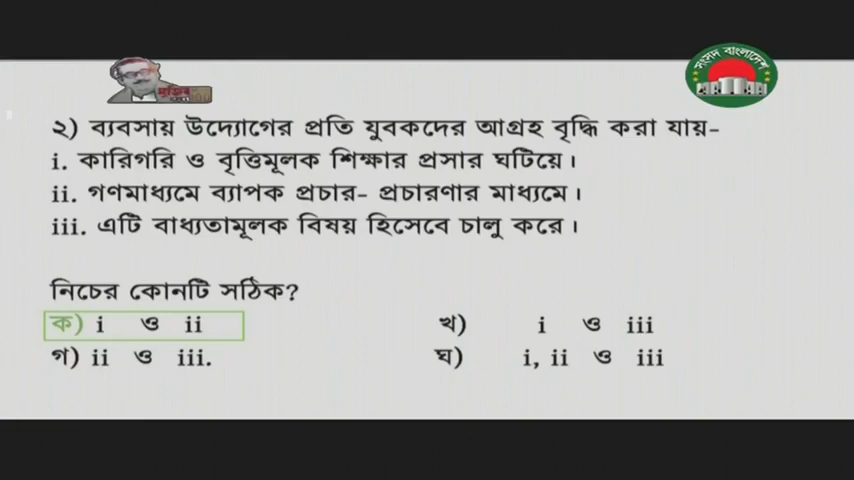 সংসদ বাংলাদেশ
২) ব্যবসায় উদ্যোগের প্রতি যুবকদের আগ্রহ বৃদ্ধি করা যায়-
i. কারিগরি ও বৃত্তিমূলক শিক্ষার প্রসার ঘটিয়ে।
ii. গণমাধ্যমে ব্যাপক প্রচার- প্রচারণার মাধ্যমে।
iii. এটি বাধ্যতামূলক বিষয় হিসেবে চালু করে।
নিচের কোনটি সঠিক?
ক) i ও ii খ) i ও iii
গ) ii ও iii. ঘ) i, ii ও iii